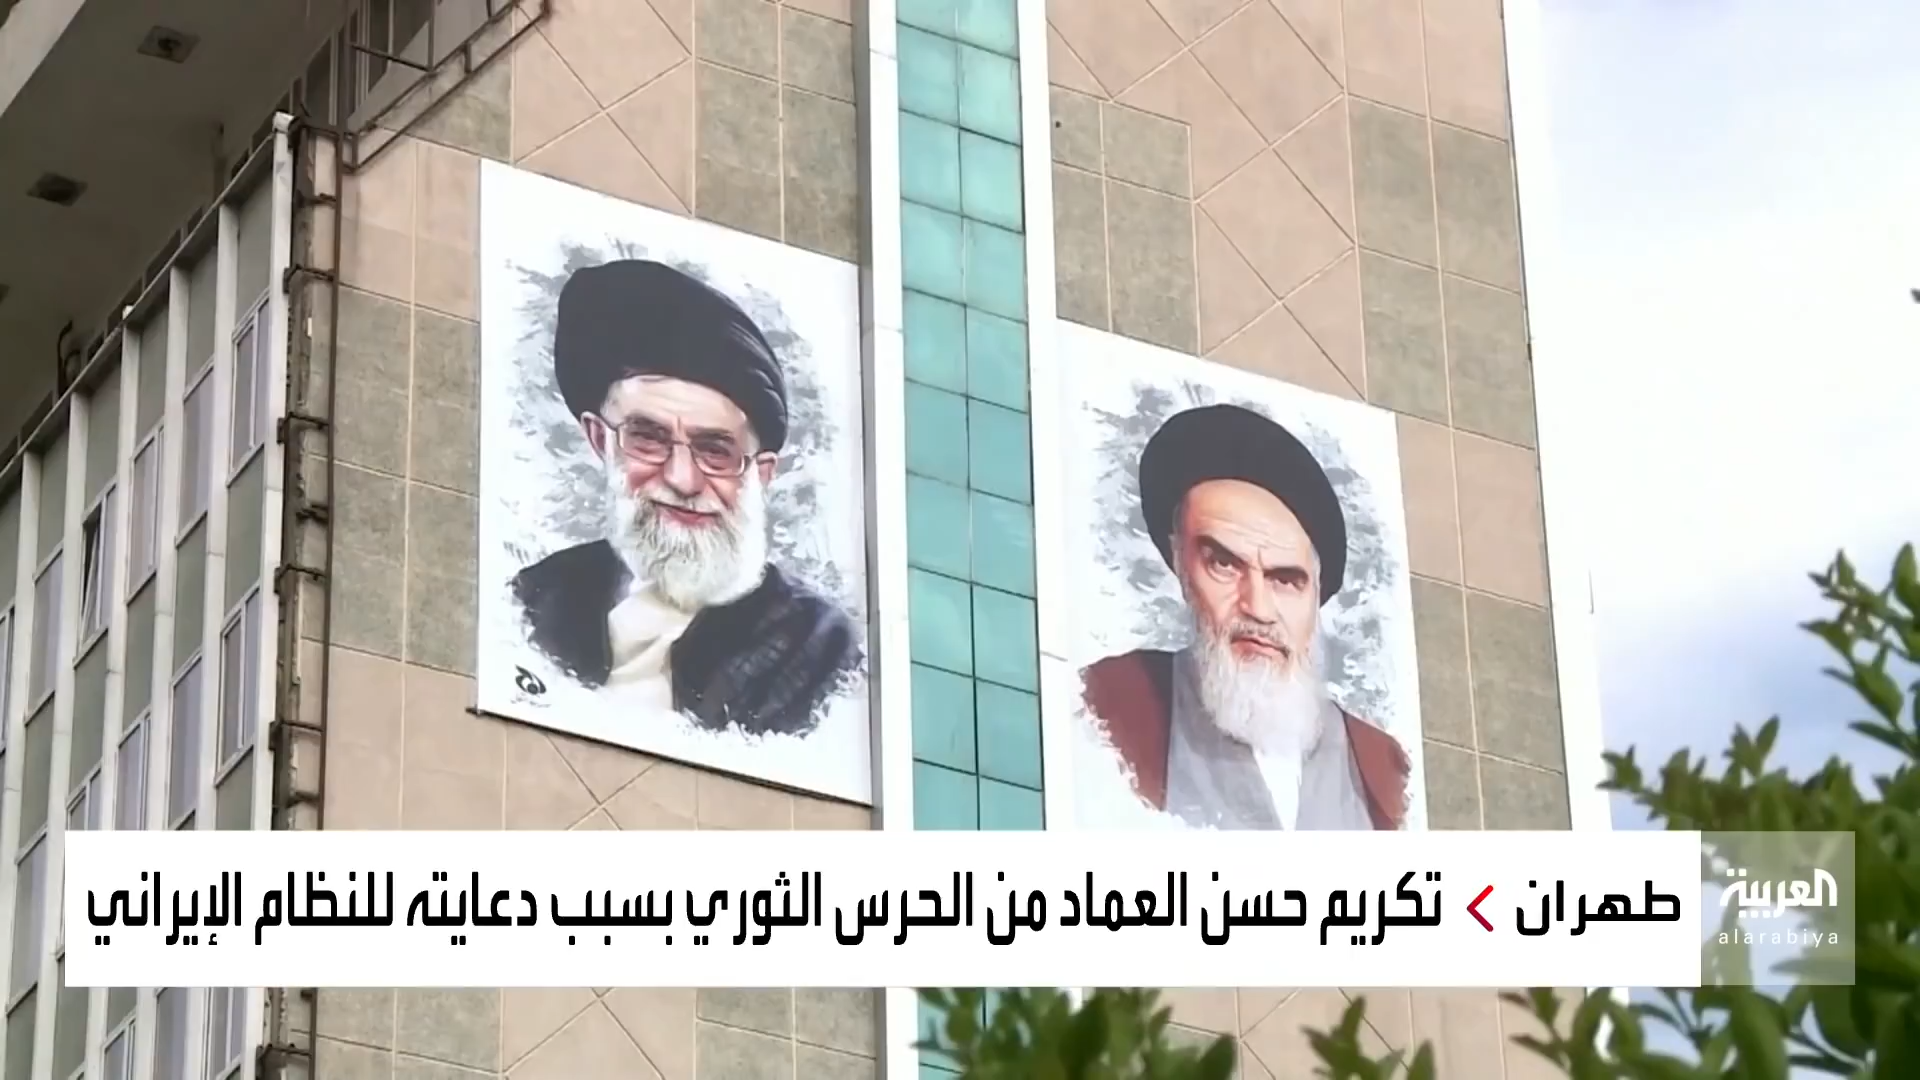 العربية
alarabiya
طهران > تكريم حسن العماد من الحرس الثوري بسبب دعايته للنظام الإيراني